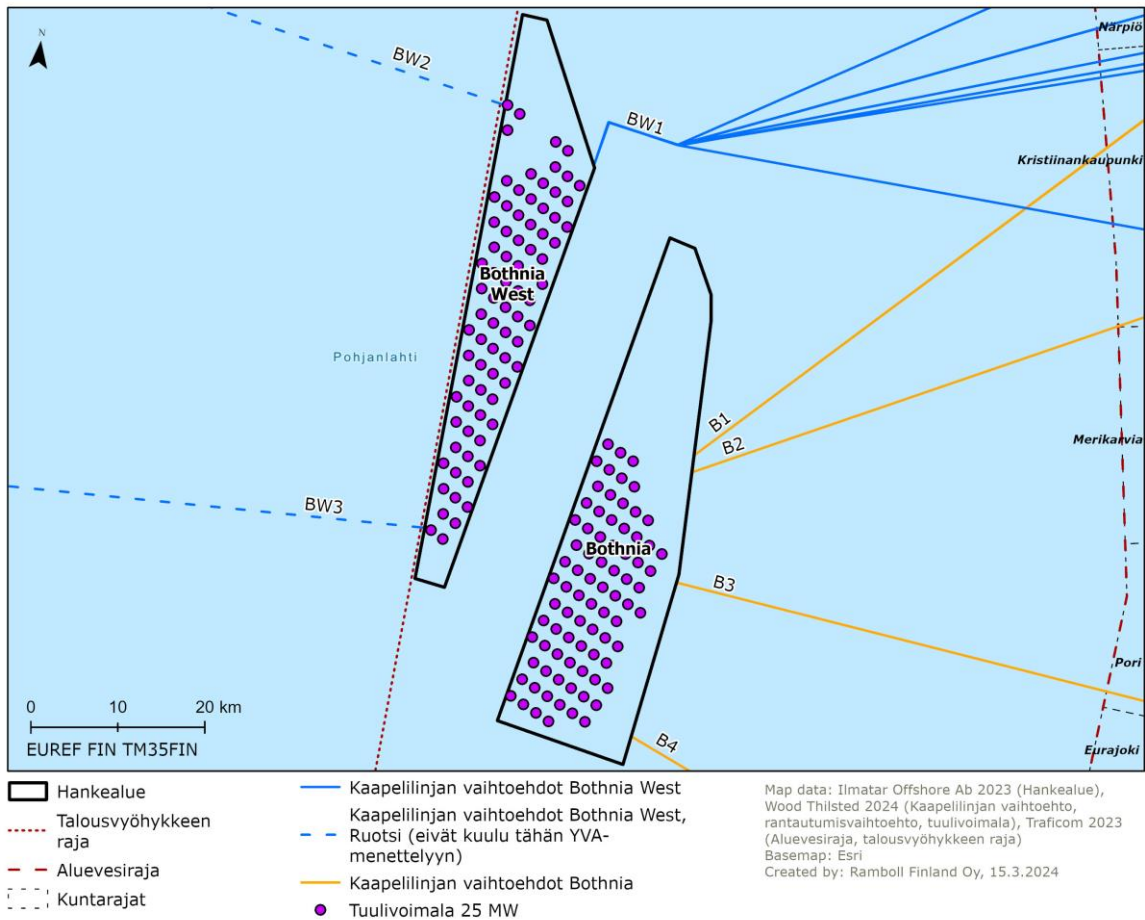 N
BW2
BW1
Närpiö
Kristiinankaupunki
Bothnia
West
Pohjanlahti
B1
B2
Merikarvia
BW3
Bothnia
B3
Pori
B4
Eurajoki
0 10 20 km
EUREF FIN TM35FIN
Hankealue
Talousvyöhykkeen
raja
Aluevesiraja
Kuntarajat
Kaapelilinjan vaihtoehdot Bothnia West
Kaapelilinjan vaihtoehdot Bothnia West,
Ruotsi (eivät kuulu tähän YVA-
menettelyyn)
Kaapelilinjan vaihtoehdot Bothnia
Tuulivoimala 25 MW
Map data: Ilmatar Offshore Ab 2023 (Hankealue),
Wood Thilsted 2024 (Kaapelilinjan vaihtoehto,
rantautumisvaihtoehto, tuulivoimala), Traficom 2023
(Aluevesiraja, talousvyöhykkeen raja)
Basemap: Esri
Created by: Ramboll Finland Oy, 15.3.2024